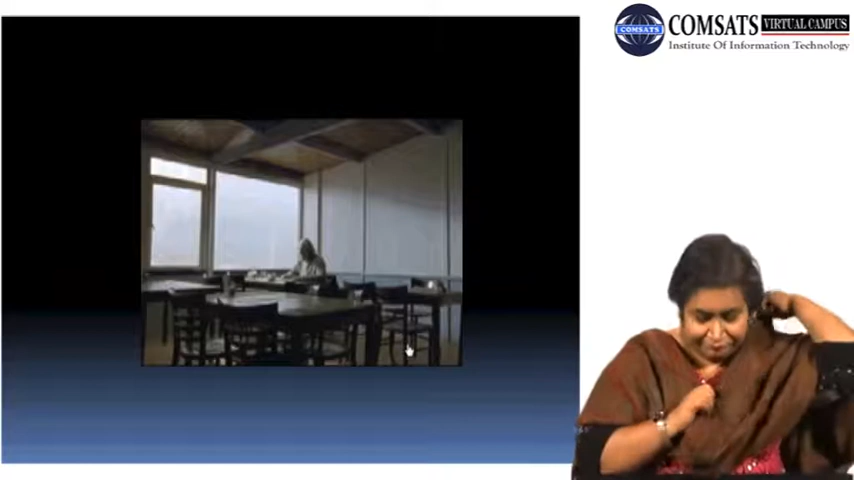 COMSATS
COMSATS VIRTUAL CAMPUS
Institute Of Information Technology